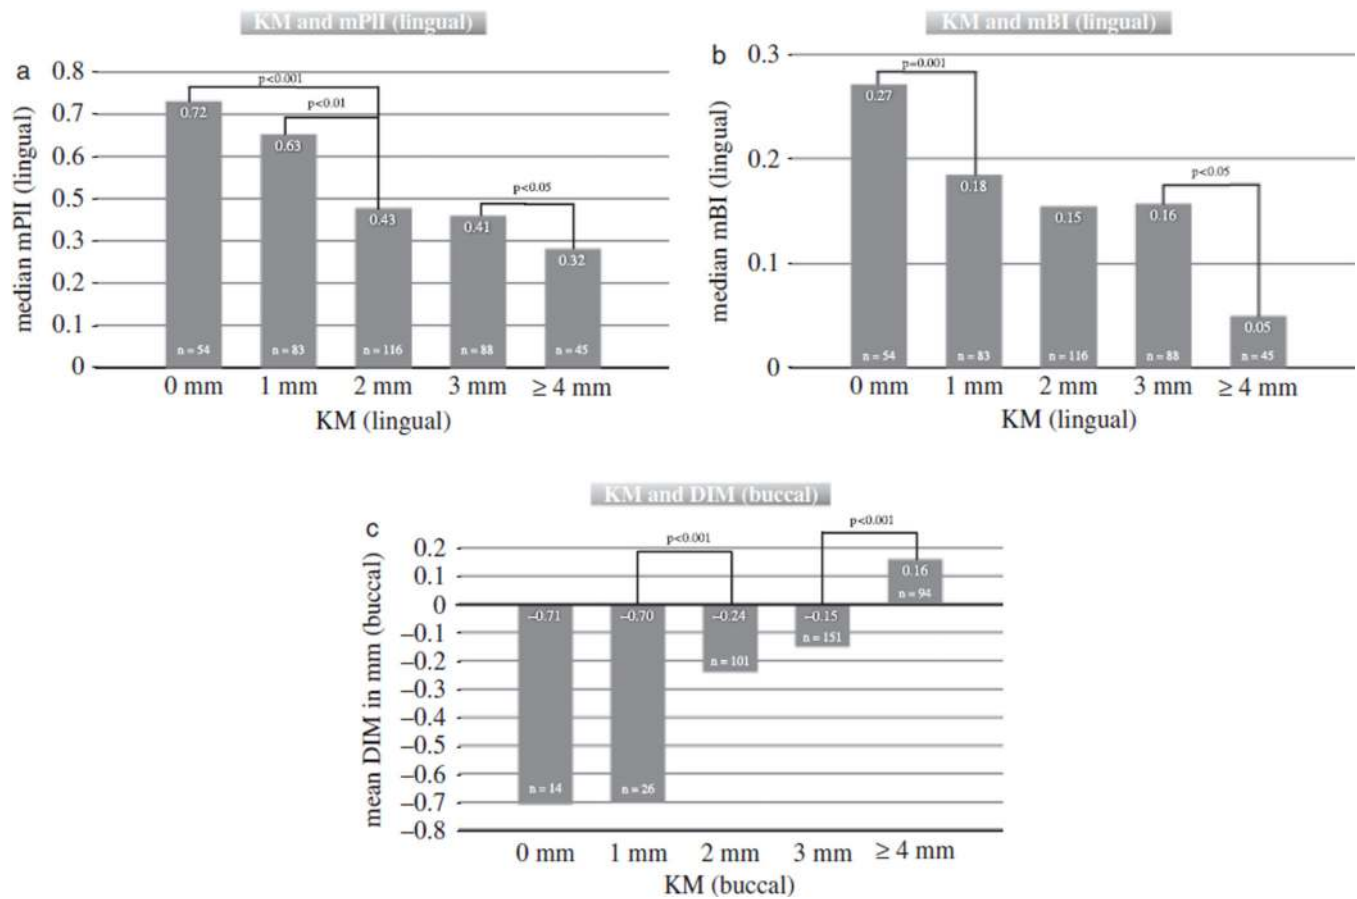 KM and mPlI (lingual)
a
median mPlI (lingual)
0.8
0.7
0.6
0.5
0.3
0.2
0.1
0
p<0.001
p<0.01
p<0.05
0.72
0.63
0.43
0.41
0.32
n = 54
n = 83
n = 116
n = 88
n = 45
0 mm
1 mm
2 mm
3 mm
≥ 4 mm
KM (lingual)
KM and mBI (lingual)
b
median mBI (lingual)
0.3
0.2
0.1
0
p=0.001
p<0.05
0.27
0.18
0.15
0.16
0.05
n = 54
n = 83
n = 116
n = 88
n = 45
0 mm
1 mm
2 mm
3 mm
≥ 4 mm
KM (lingual)
KM and DIM (buccal)
c
mean DIM in mm (buccal)
0.2
0.1
0
–0.1
–0.2
–0.3
–0.4
–0.5
–0.6
–0.7
–0.8
p<0.001
p<0.001
–0.71
–0.70
–0.24
–0.15
0.16
n = 14
n = 26
n = 101
n = 151
n = 94
0 mm
1 mm
2 mm
3 mm
≥ 4 mm
KM (buccal)